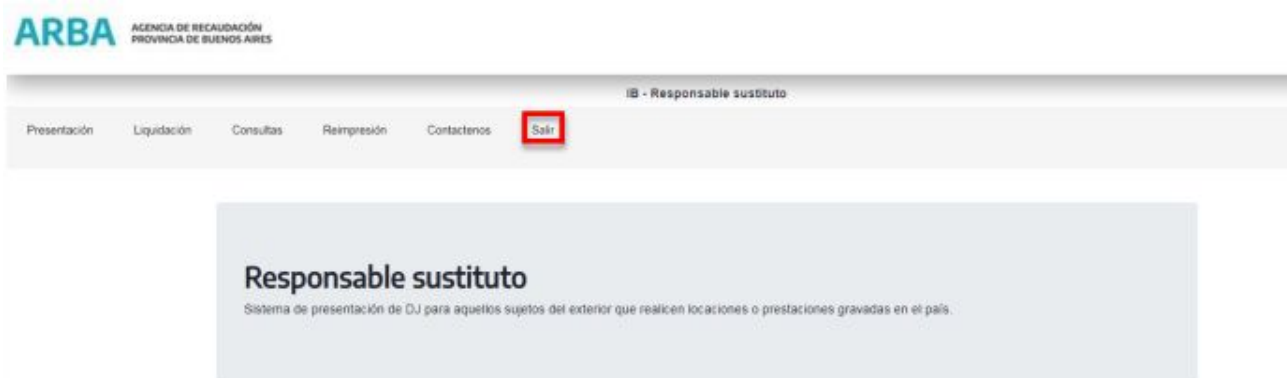 ARBA AGENCIA DE RECAUDACIÓN
PROVINCIA DE BUENOS AIRES
IB - Responsable sustituto
Presentación Liquidación Consultas Reimpresión Contactenos Salir
Responsable sustituto
Sistema de presentación de DJ para aquellos sujetos del exterior que realicen locaciones o prestaciones gravadas en el país.